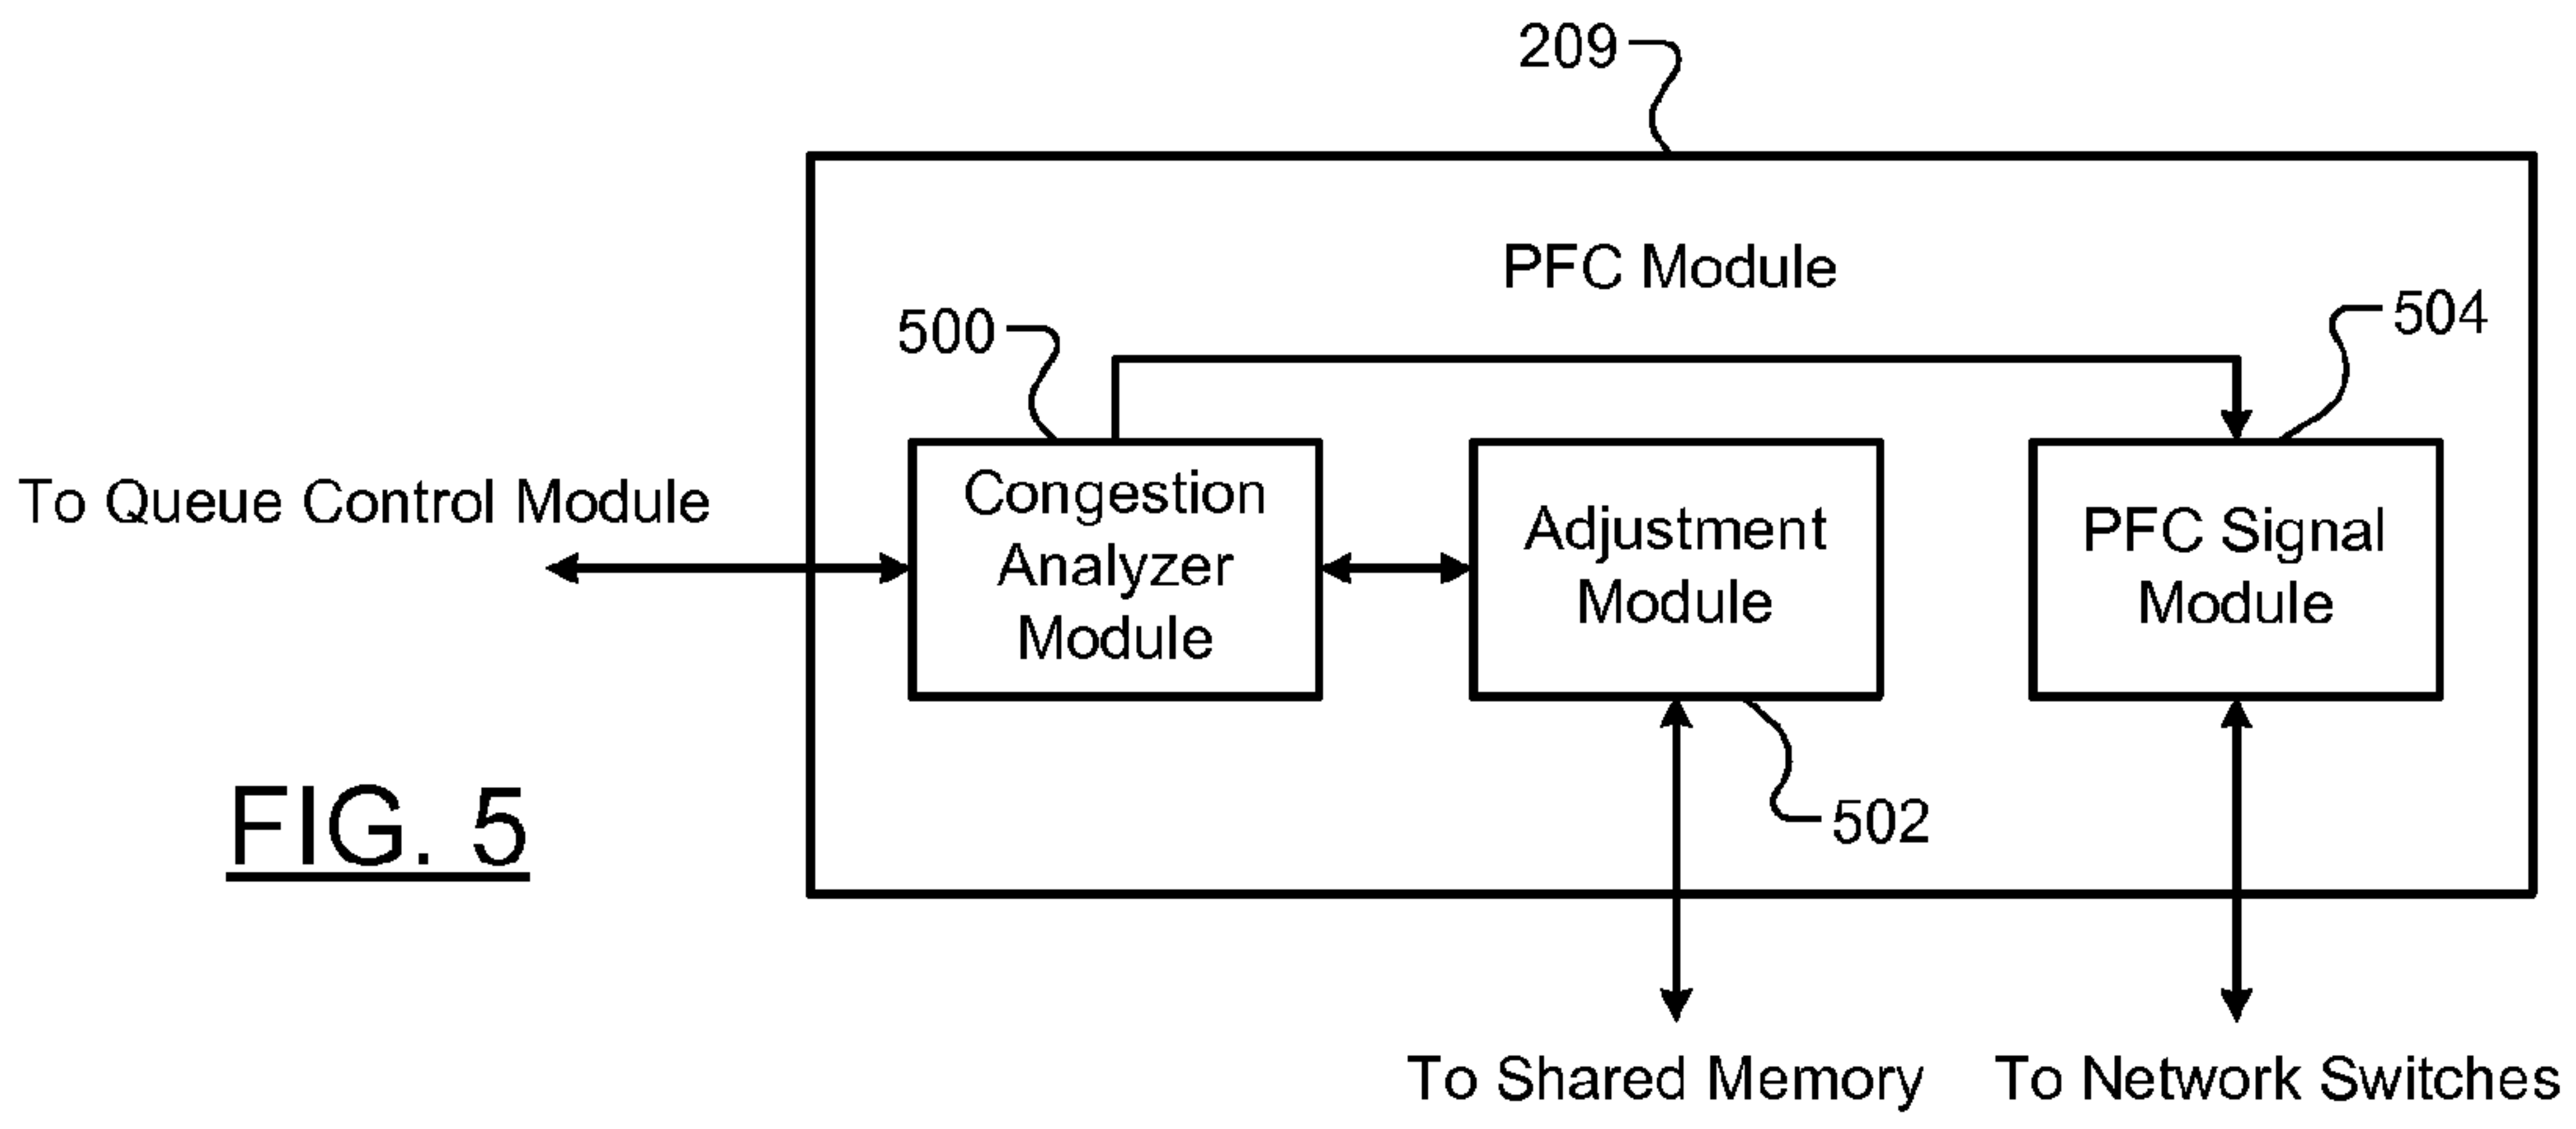 209
PFC Module
500
504
To Queue Control Module
Congestion
Analyzer
Module
Adjustment
Module
PFC Signal
Module
502
FIG. 5
To Shared Memory
To Network Switches